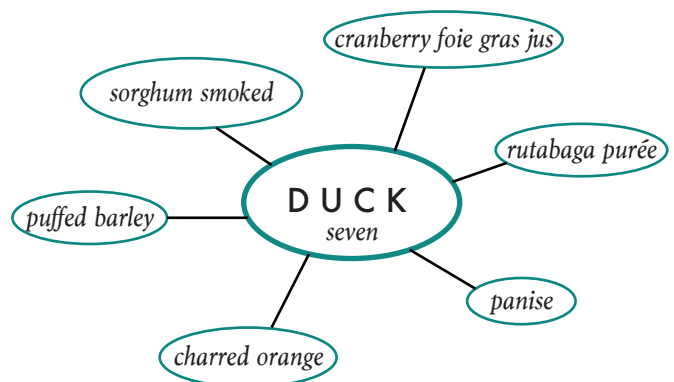 cranberry foie gras jus
sorghum smoked
rutabaga purée
DUCK
seven
puffed barley
panise
charred orange